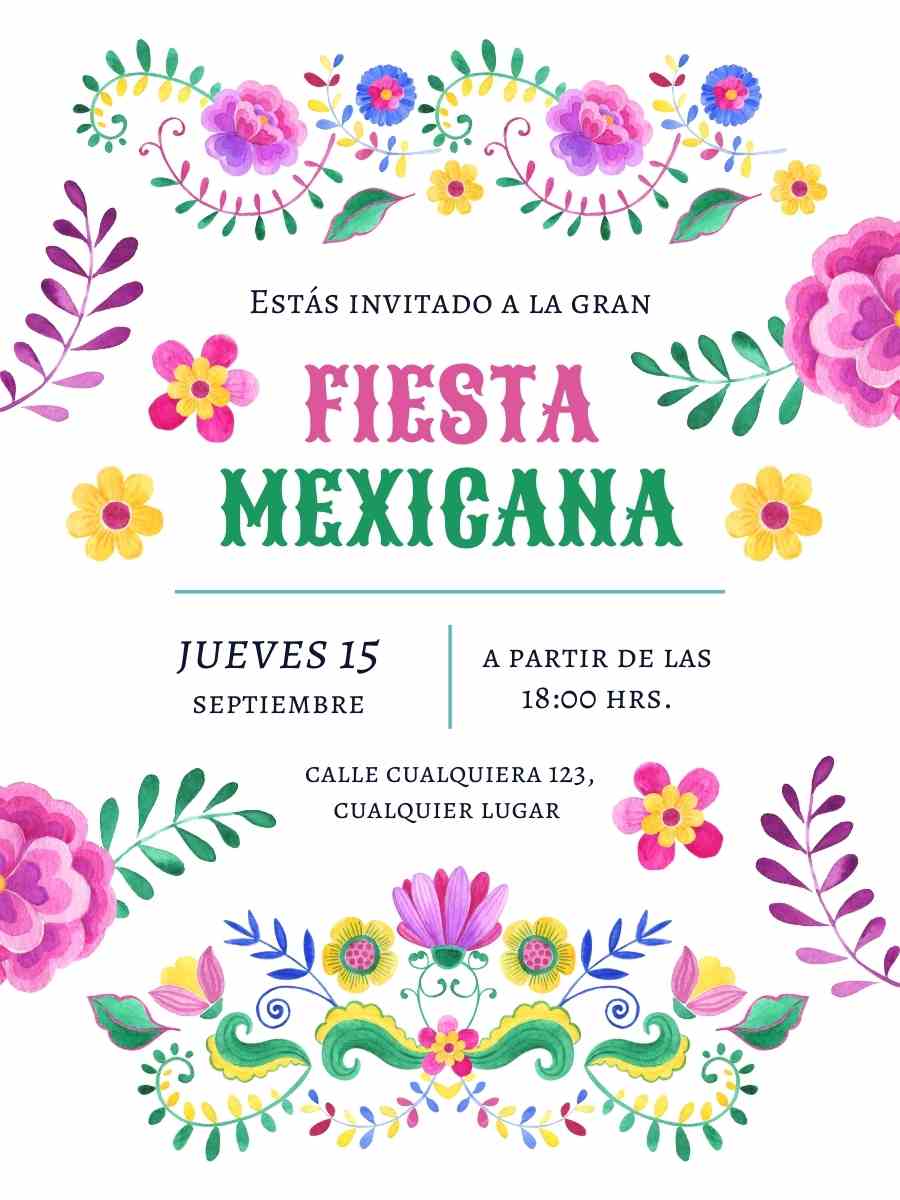 Estás invitado a la gran
FIESTA
MEXICANA
JUEVES 15
SEPTIEMBRE
A PARTIR DE LAS
18:00 HRS.
CALLE CUALQUIERA 123,
CUALQUIER LUGAR